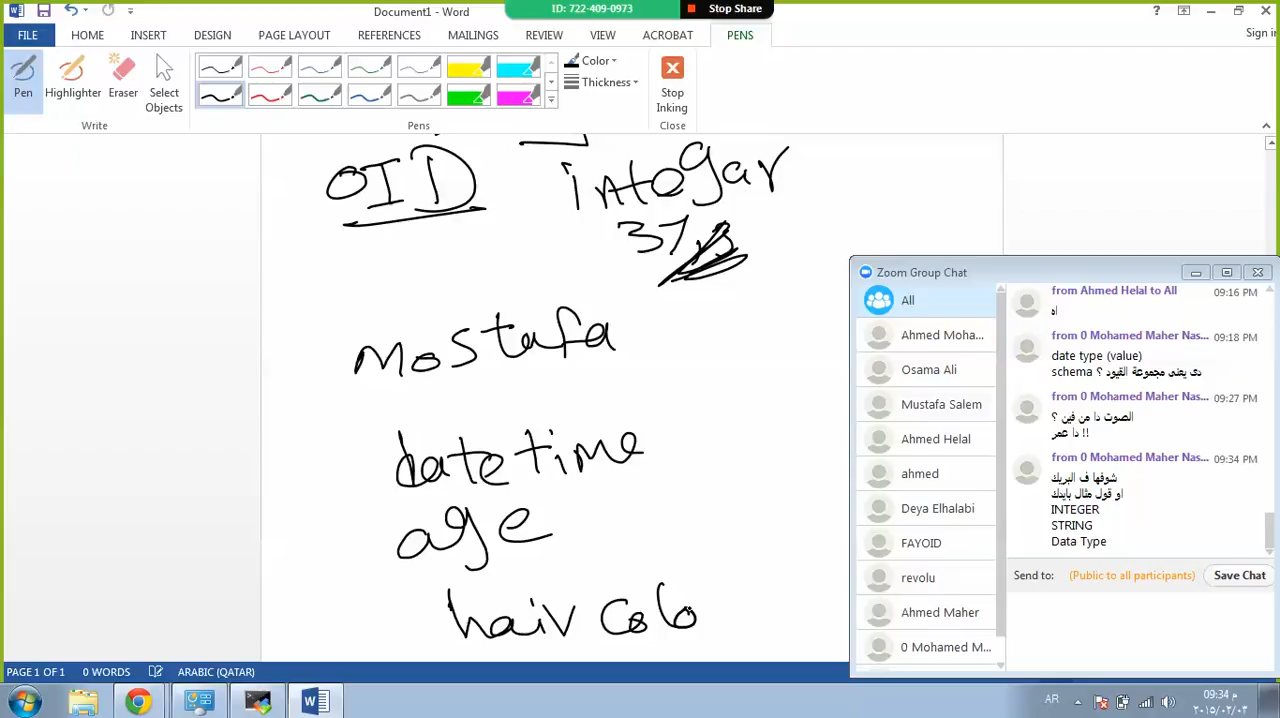 Document1 - Word
ID: 722-409-0973
Stop Share
FILE HOME INSERT DESIGN PAGE LAYOUT REFERENCES MAILINGS REVIEW VIEW ACROBAT PENS
Sign in
Pen Highlighter Eraser Select Objects
Color
Thickness
Stop Inking
Write
Pens
Close
OID integar
37
Mostafa
datetime
age
hair colo
Zoom Group Chat
All
Ahmed Moha...
Osama Ali
Mustafa Salem
Ahmed Helal
ahmed
Deya Elhalabi
FAYOID
revolu
Ahmed Maher
0 Mohamed M...
from Ahmed Helal to All 09:16 PM
اه
from 0 Mohamed Maher Nas... 09:18 PM
date type (value)
دى يعنى مجموعة القيود ؟ schema
from 0 Mohamed Maher Nas... 09:27 PM
الصوت دا من فين ؟
دا عمر !!
from 0 Mohamed Maher Nas... 09:34 PM
شوفها ف البريك
او قول مثال بايدك
INTEGER
STRING
Data Type
Send to: (Public to all participants) Save Chat
PAGE 1 OF 1 0 WORDS ARABIC (QATAR)
AR
09:34 م
٢٠١٥/٠٢/٠٣